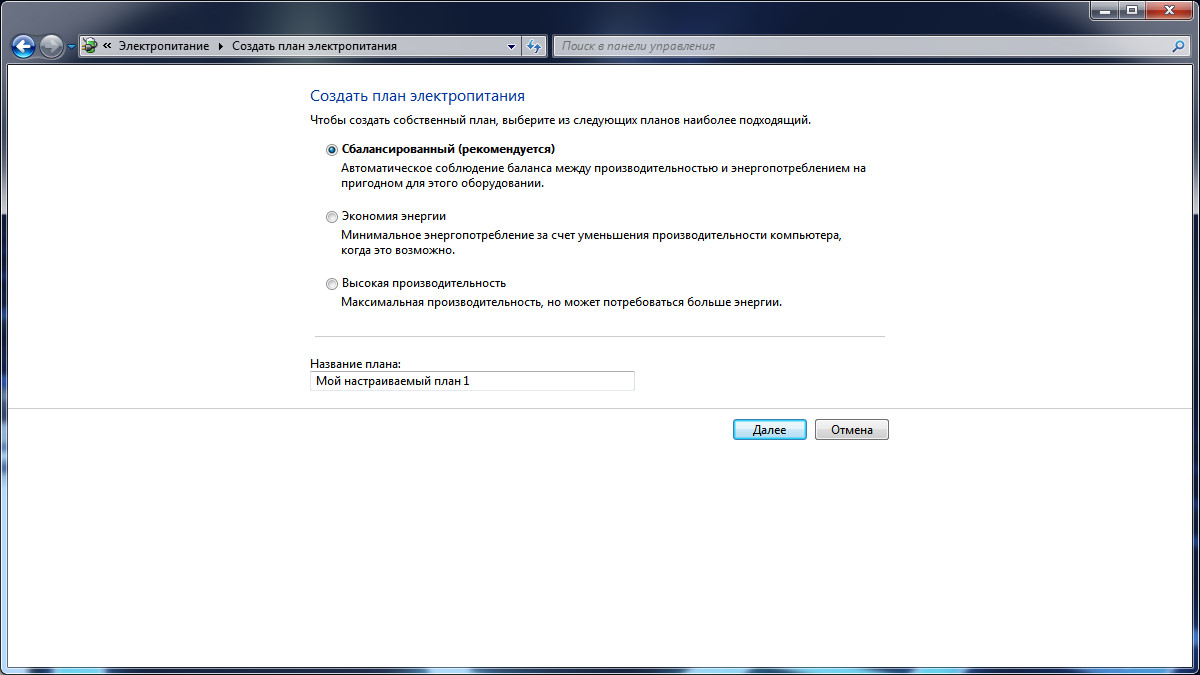 « Электропитание Создать план электропитания
Поиск в панели управления
Создать план электропитания
Чтобы создать собственный план, выберите из следующих планов наиболее подходящий.
Сбалансированный (рекомендуется)
Автоматическое соблюдение баланса между производительностью и энергопотреблением на
пригодном для этого оборудовании.
Экономия энергии
Минимальное энергопотребление за счет уменьшения производительности компьютера,
когда это возможно.
Высокая производительность
Максимальная производительность, но может потребоваться больше энергии.
Название плана:
Мой настраиваемый план 1
Далее
Отмена